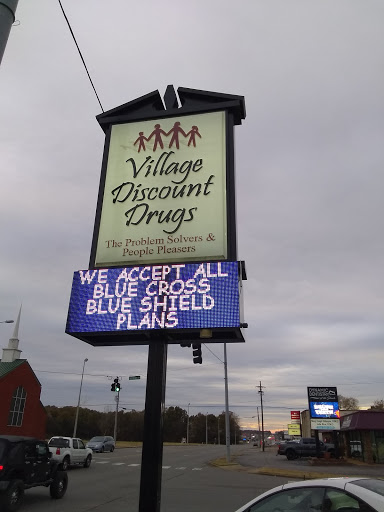 Village
Discount
Drugs
The Problem Solvers &
People Pleasers
WE ACCEPT ALL
BLUE CROSS
BLUE SHIELD
PLANS